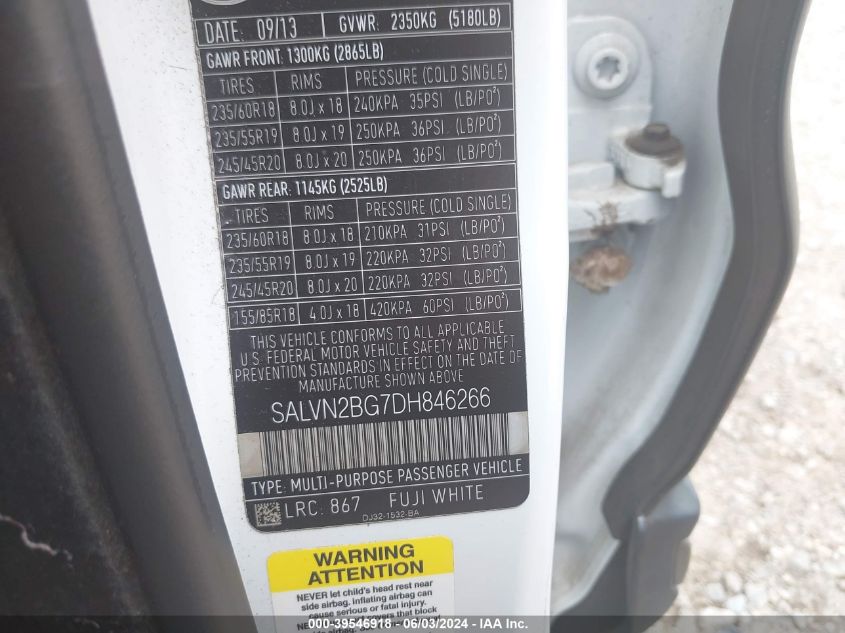 DATE: 09/13 GVWR: 2350KG (5180LB)
GAWR FRONT: 1300KG (2865LB)
TIRES RIMS PRESSURE (COLD SINGLE)
235/60R18 8.0J x 18 240KPA 35PSI (LB/PO²)
235/55R19 8.0J x 19 250KPA 36PSI (LB/PO²)
245/45R20 8.0J x 20 250KPA 36PSI (LB/PO²)
GAWR REAR: 1145KG (2525LB)
TIRES RIMS PRESSURE (COLD SINGLE)
235/60R18 8.0J x 18 210KPA 31PSI (LB/PO²)
235/55R19 8.0J x 19 220KPA 32PSI (LB/PO²)
245/45R20 8.0J x 20 220KPA 32PSI (LB/PO²)
155/85R18 4.0J x 18 420KPA 60PSI (LB/PO²)
THIS VEHICLE CONFORMS TO ALL APPLICABLE
U.S. FEDERAL MOTOR VEHICLE SAFETY AND THEFT
PREVENTION STANDARDS IN EFFECT ON THE DATE OF
MANUFACTURE SHOWN ABOVE
SALVN2BG7DH846266
TYPE: MULTI-PURPOSE PASSENGER VEHICLE
LRC: 867 FUJI WHITE
DJ32-1532-BA
WARNING
ATTENTION
NEVER let child's head rest near
side airbag, inflating airbag can
cause serious or fatal injury.
000-39546918 - 06/03/2024 - IAAI.com